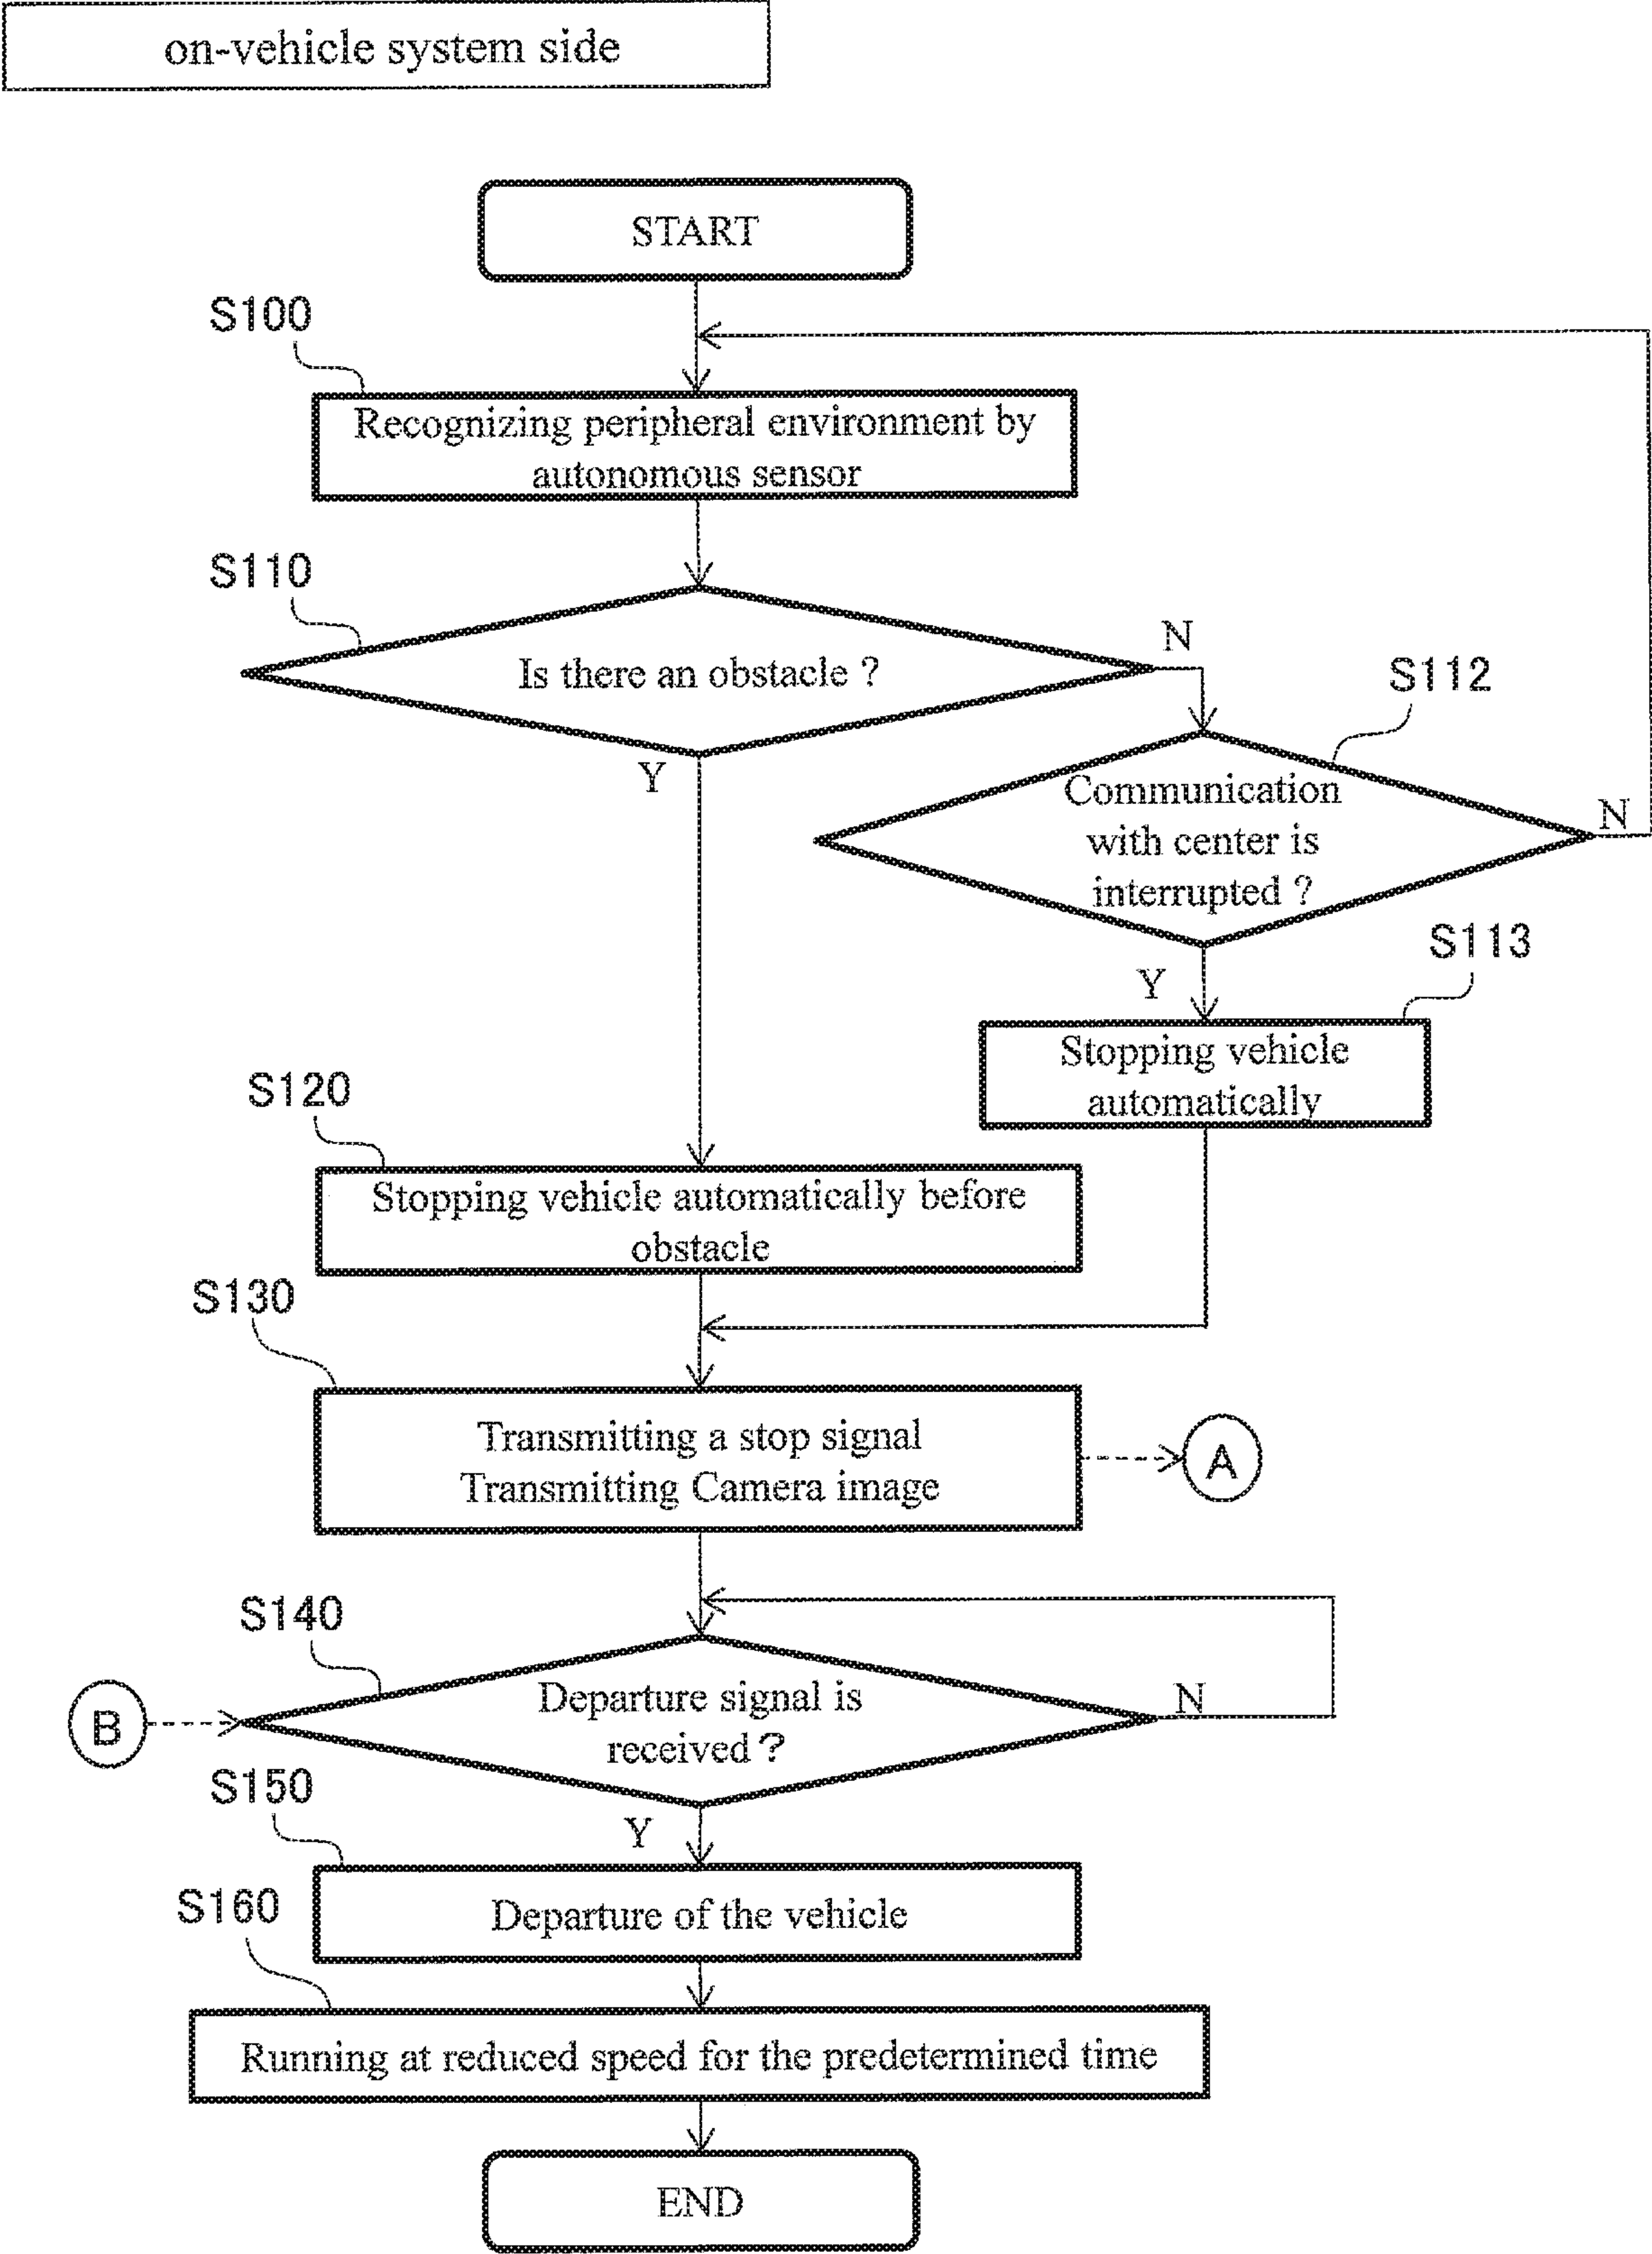 on-vehicle system side
START
S100
Recognizing peripheral environment by
autonomous sensor
S110
Is there an obstacle ?
N
Y
S112
Communication
with center is
interrupted ?
N
Y
S113
Stopping vehicle
automatically
S120
Stopping vehicle automatically before
obstacle
S130
Transmitting a stop signal
Transmitting Camera image
A
S140
B
Departure signal is
received ?
N
Y
S150
Departure of the vehicle
S160
Running at reduced speed for the predetermined time
END